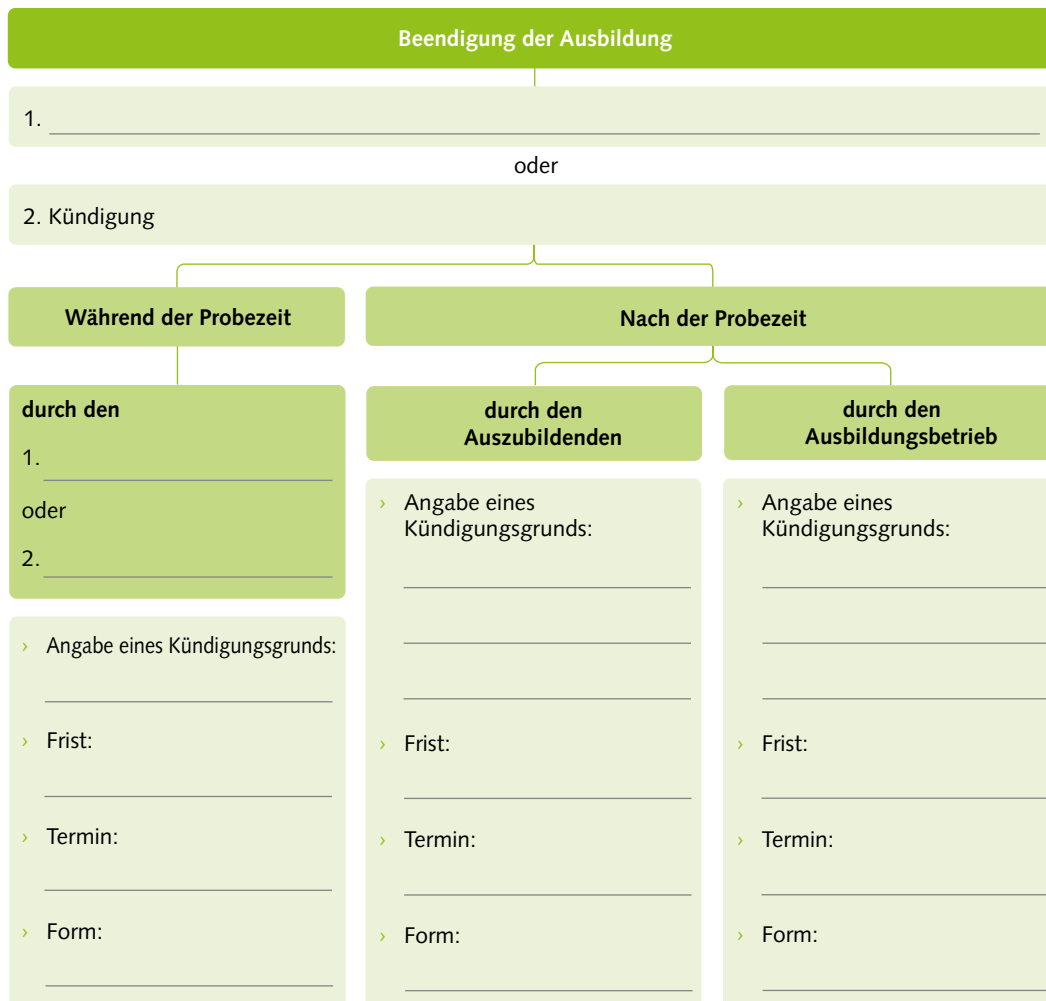 Beendigung der Ausbildung
1.
oder
2. Kündigung
Während der Probezeit
durch den
1.
oder
2.
› Angabe eines Kündigungsgrunds:
› Frist:
› Termin:
› Form:
Nach der Probezeit
durch den
Auszubildenden
› Angabe eines
Kündigungsgrunds:
› Frist:
› Termin:
› Form:
durch den
Ausbildungsbetrieb
› Angabe eines
Kündigungsgrunds:
› Frist:
› Termin:
› Form: